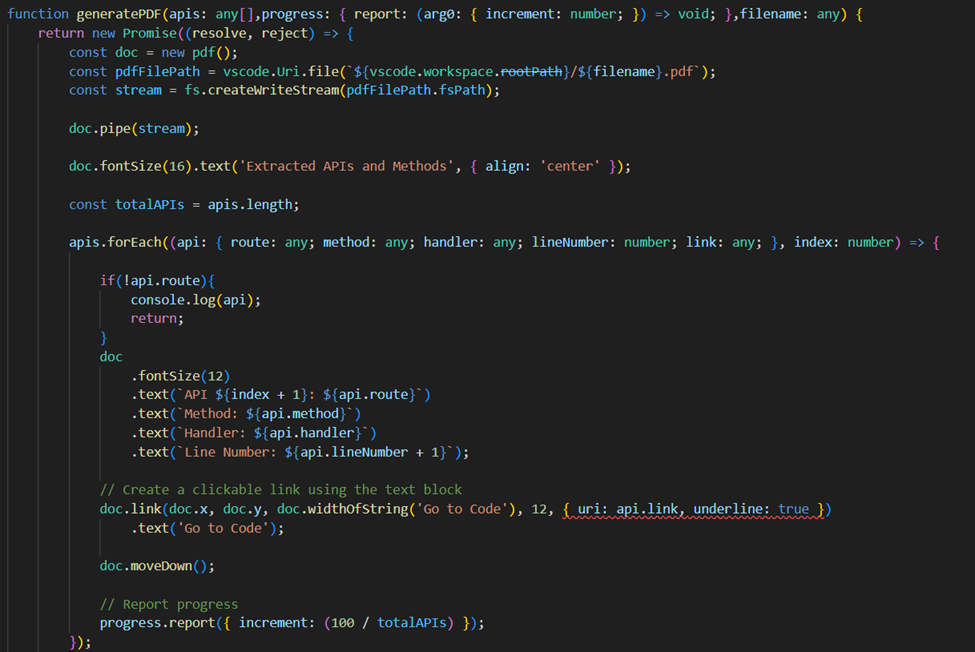 function generatePDF(apis: any[],progress: { report: (arg0: { increment: number; }) => void; },filename: any) {
    return new Promise((resolve, reject) => {
        const doc = new pdf();
        const pdfFilePath = vscode.Uri.file(`${vscode.workspace.rootPath}/${filename}.pdf`);
        const stream = fs.createWriteStream(pdfFilePath.fsPath);

        doc.pipe(stream);

        doc.fontSize(16).text('Extracted APIs and Methods', { align: 'center' });

        const totalAPIs = apis.length;

        apis.forEach((api: { route: any; method: any; handler: any; lineNumber: number; link: any; }, index: number) => {

            if(!api.route){
                console.log(api);
                return;
            }
            doc
                .fontSize(12)
                .text(`API ${index + 1}: ${api.route}`)
                .text(`Method: ${api.method}`)
                .text(`Handler: ${api.handler}`)
                .text(`Line Number: ${api.lineNumber + 1}`);

            // Create a clickable link using the text block
            doc.link(doc.x, doc.y, doc.widthOfString('Go to Code'), 12, { uri: api.link, underline: true })
                .text('Go to Code');

            doc.moveDown();

            // Report progress
            progress.report({ increment: (100 / totalAPIs) });
        });